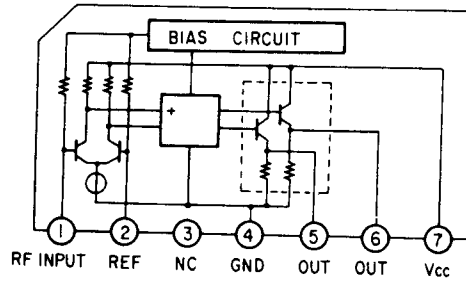 BIAS CIRCUIT
+
1 2 3 4 5 6 7
RF INPUT REF NC GND OUT OUT Vcc